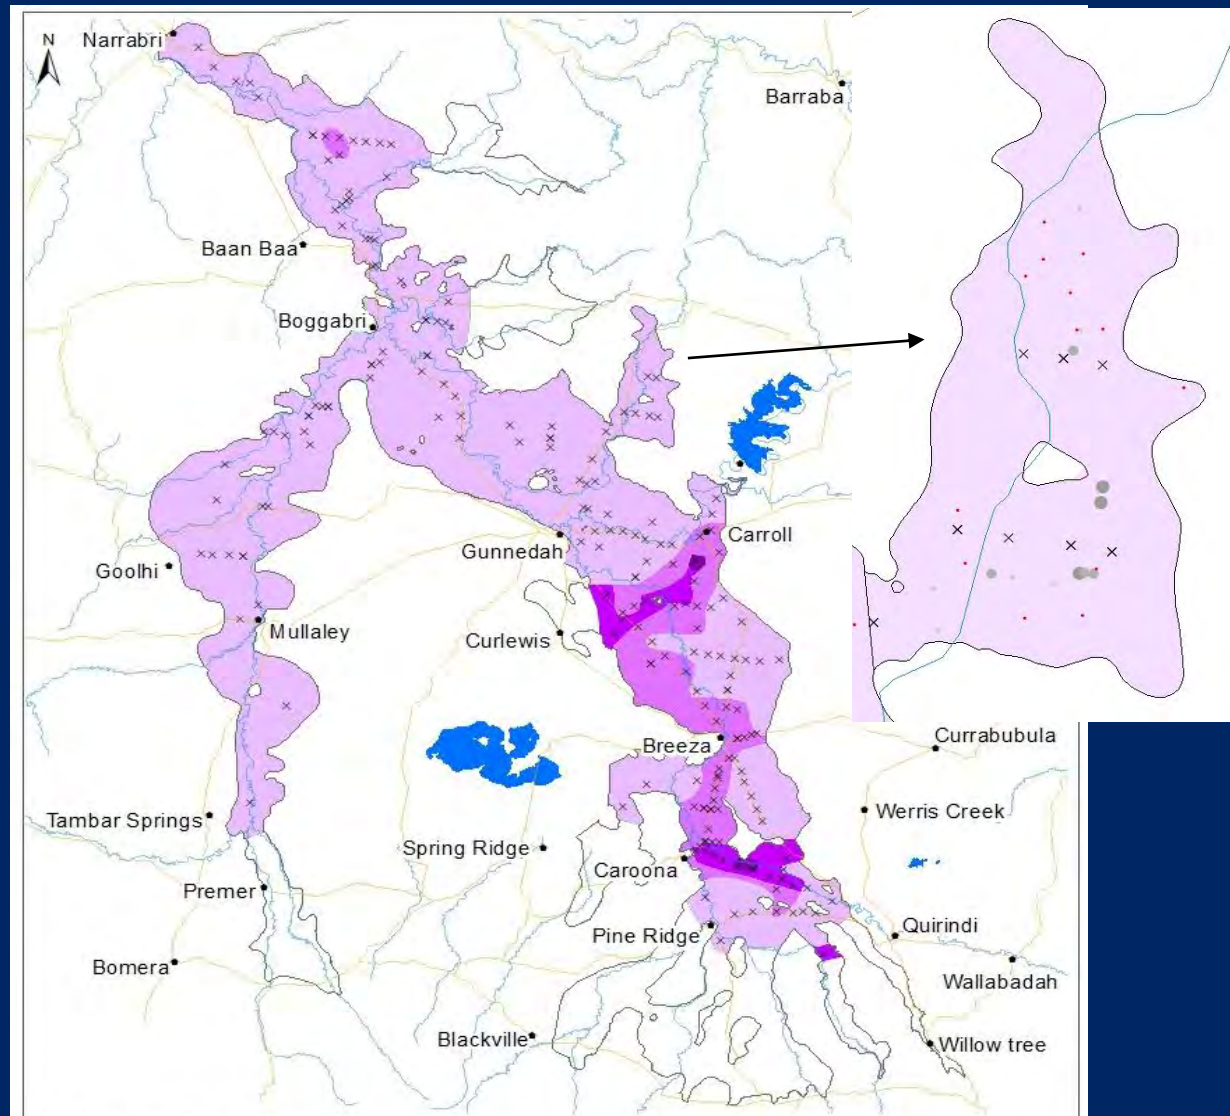 N
Narrabri
Barraba
Baan Baa
Boggabri
Carroll
Gunnedah
Goolhi
Mullaley
Curlewis
Breeza
Currabubula
Tambar Springs
Werris Creek
Spring Ridge
Caroona
Premer
Quirindi
Pine Ridge
Bomera
Wallabadah
Blackville
Willow tree